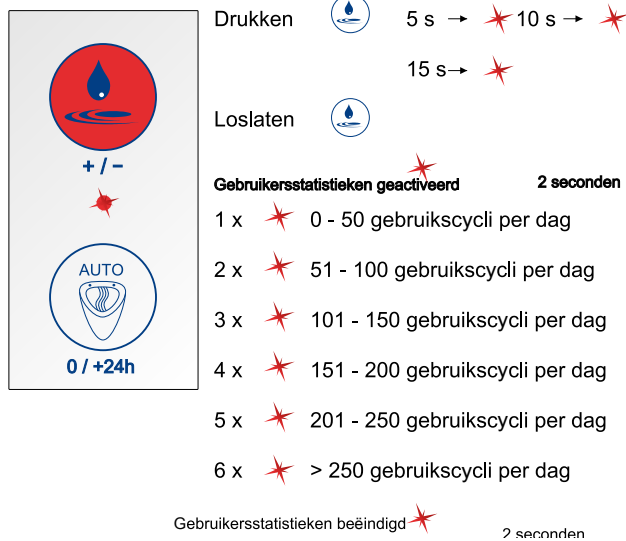 Drukken 5 s → 10 s →
15 s →
Loslaten
+ / −
Gebruikersstatistieken geactiveerd 2 seconden
1 x 0 - 50 gebruikscycli per dag
2 x 51 - 100 gebruikscycli per dag
AUTO
3 x 101 - 150 gebruikscycli per dag
0 / +24h
4 x 151 - 200 gebruikscycli per dag
5 x 201 - 250 gebruikscycli per dag
6 x > 250 gebruikscycli per dag
Gebruikersstatistieken beëindigd 2 seconden